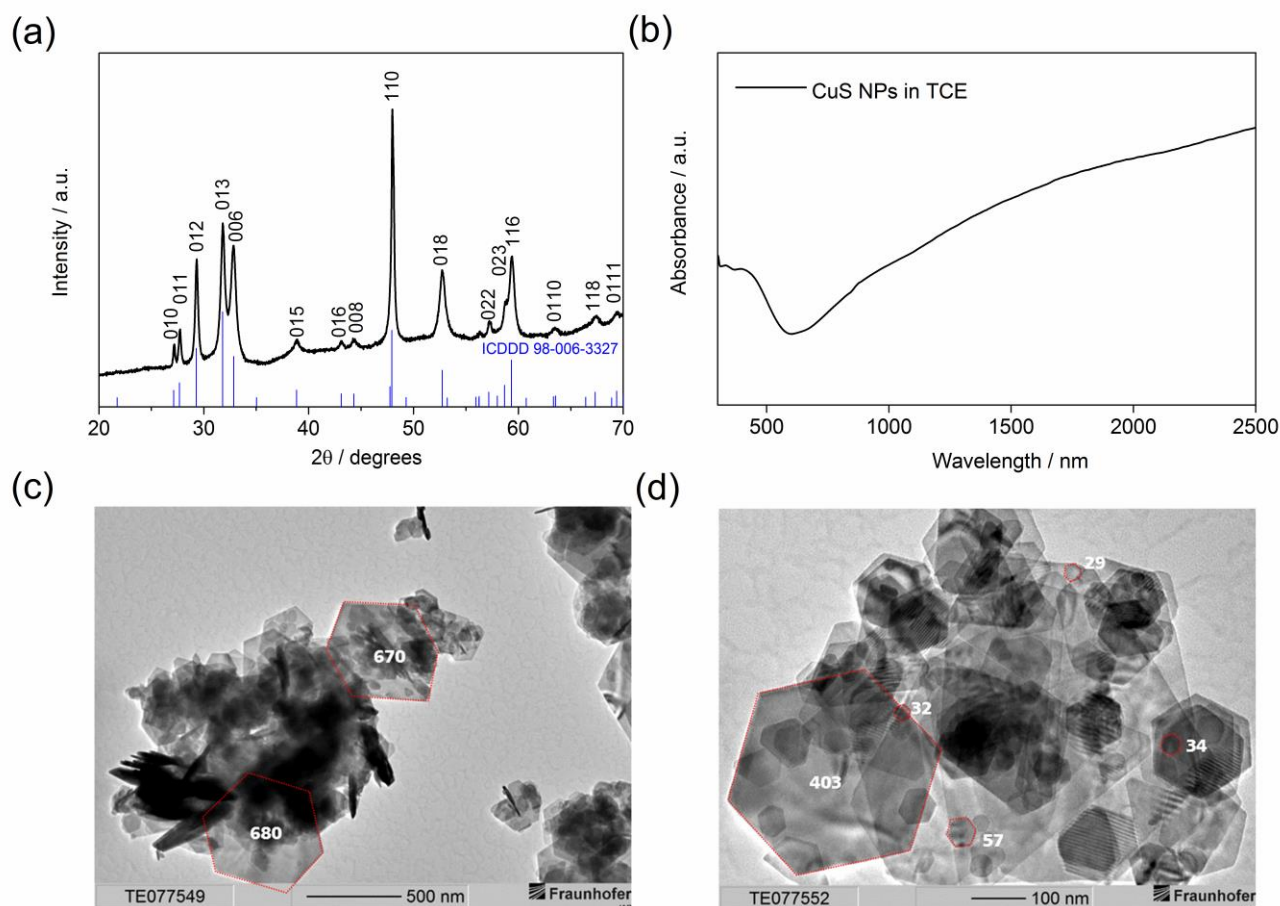 (a)
Intensity / a.u.
010
011
012
013
006
015
016
008
110
018
022
023
116
0110
118
0111
ICDDD 98-006-3327
20
30
40
50
60
70
2θ / degrees
(b)
Absorbance / a.u.
CuS NPs in TCE
500
1000
1500
2000
2500
Wavelength / nm
(c)
670
680
TE077549
500 nm
Fraunhofer
(d)
29
32
34
403
57
TE077552
100 nm
Fraunhofer